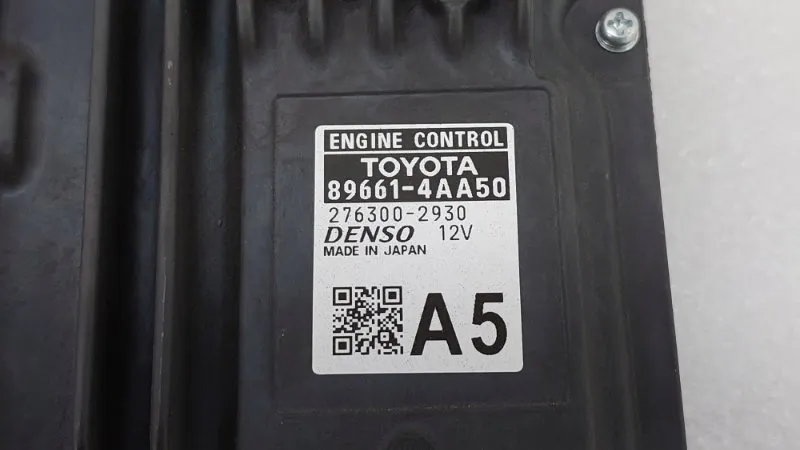 ENGINE CONTROL
TOYOTA
89661-4AA50
276300-2930
DENSO 12V
MADE IN JAPAN
A5